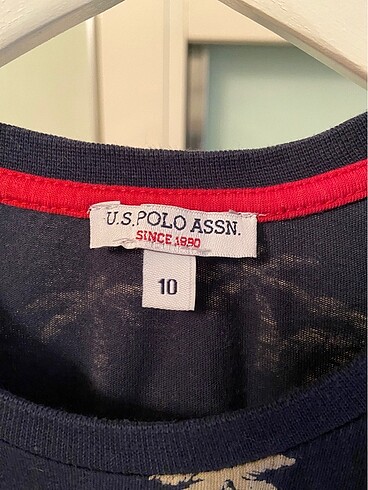 U.S. POLO ASSN.
SINCE 1890
10